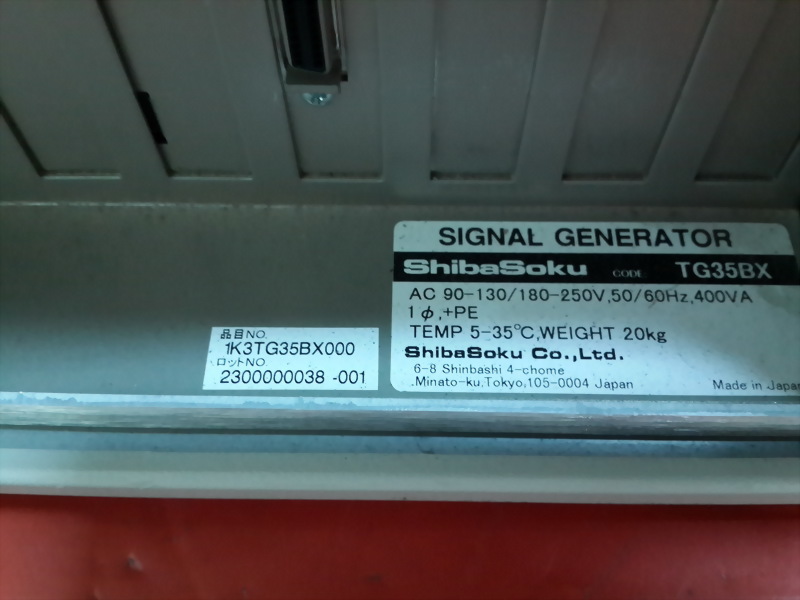 SIGNAL GENERATOR
ShibaSoku CODE TG35BX
AC 90-130/180-250V,50/60Hz,400VA
1φ,+PE
TEMP 5-35℃,WEIGHT 20kg
ShibaSoku Co.,Ltd.
6-8 Shinbashi 4-chome
Minato-ku,Tokyo,105-0004 Japan
Made in Japan
品目NO.
1K3TG35BX000
ロットNO
2300000038 -001